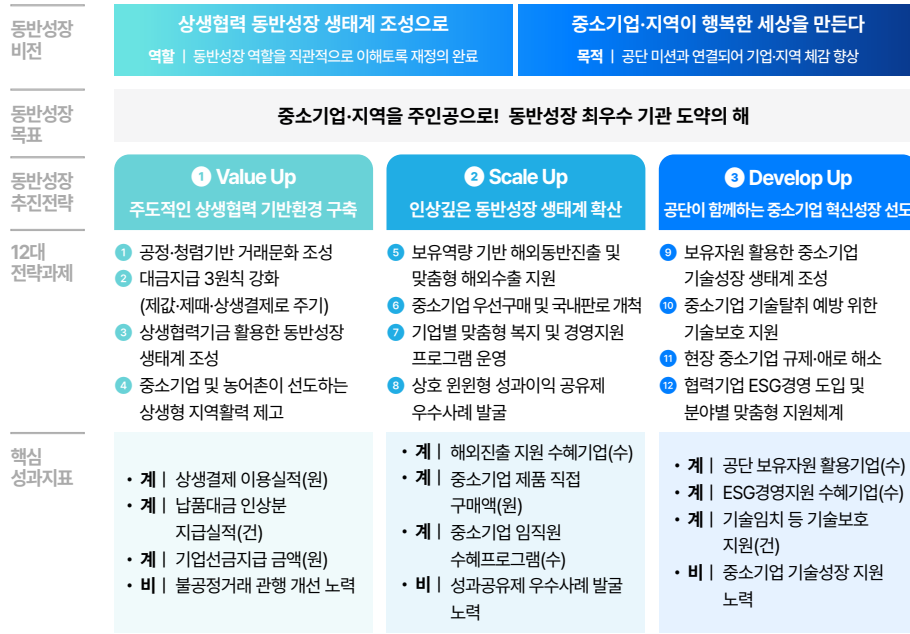 동반성장
비전
상생협력 동반성장 생태계 조성으로
역할 | 동반성장 역할을 직관적으로 이해토록 재정의 완료
중소기업·지역이 행복한 세상을 만든다
목적 | 공단 미션과 연결되어 기업·지역 체감 향상
동반성장
목표
중소기업·지역을 주인공으로! 동반성장 최우수 기관 도약의 해
동반성장
추진전략
1 Value Up
주도적인 상생협력 기반환경 구축
2 Scale Up
인상깊은 동반성장 생태계 확산
3 Develop Up
공단이 함께하는 중소기업 혁신성장 선도
12대
전략과제
1 공정·청렴기반 거래문화 조성
2 대금지급 3원칙 강화
(제값·제때·상생결제로 주기)
3 상생협력기금 활용한 동반성장
생태계 조성
4 중소기업 및 농어촌이 선도하는
상생형 지역활력 제고
5 보유역량 기반 해외동반진출 및
맞춤형 해외수출 지원
6 중소기업 우선구매 및 국내판로 개척
7 기업별 맞춤형 복지 및 경영지원
프로그램 운영
8 상호 윈윈형 성과이익 공유제
우수사례 발굴
9 보유자원 활용한 중소기업
기술성장 생태계 조성
10 중소기업 기술탈취 예방 위한
기술보호 지원
11 현장 중소기업 규제·애로 해소
12 협력기업 ESG경영 도입 및
분야별 맞춤형 지원체계
핵심
성과지표
• 계 | 상생결제 이용실적(원)
• 계 | 납품대금 인상분
지급실적(건)
• 계 | 기업선금지급 금액(원)
• 비 | 불공정거래 관행 개선 노력
• 계 | 해외진출 지원 수혜기업(수)
• 계 | 중소기업 제품 직접
구매액(원)
• 계 | 중소기업 임직원
수혜프로그램(수)
• 비 | 성과공유제 우수사례 발굴
노력
• 계 | 공단 보유자원 활용기업(수)
• 계 | ESG경영지원 수혜기업(수)
• 계 | 기술임치 등 기술보호
지원(건)
• 비 | 중소기업 기술성장 지원
노력